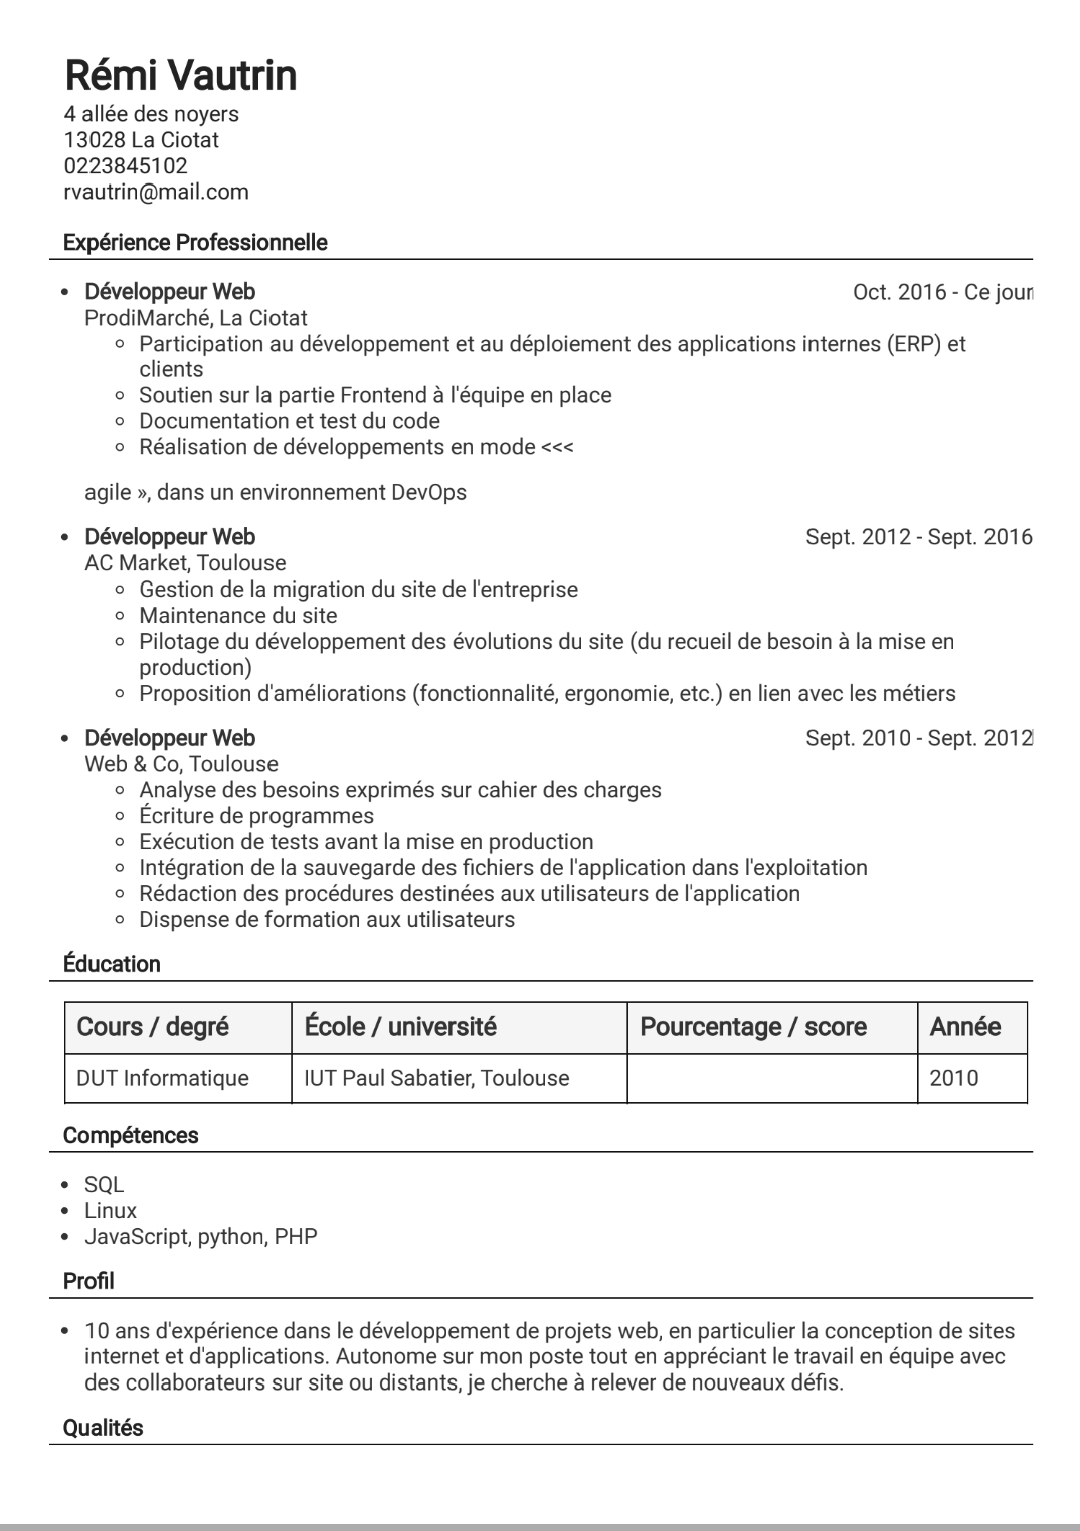 Rémi Vautrin
4 allée des noyers
13028 La Ciotat
0223845102
rvautrin@mail.com
Expérience Professionnelle
• Développeur Web Oct. 2016 - Ce jour
ProdiMarché, La Ciotat
◦ Participation au développement et au déploiement des applications internes (ERP) et
clients
◦ Soutien sur la partie Frontend à l'équipe en place
◦ Documentation et test du code
◦ Réalisation de développements en mode <<<
agile », dans un environnement DevOps
• Développeur Web Sept. 2012 - Sept. 2016
AC Market, Toulouse
◦ Gestion de la migration du site de l'entreprise
◦ Maintenance du site
◦ Pilotage du développement des évolutions du site (du recueil de besoin à la mise en
production)
◦ Proposition d'améliorations (fonctionnalité, ergonomie, etc.) en lien avec les métiers
• Développeur Web Sept. 2010 - Sept. 2012
Web & Co, Toulouse
◦ Analyse des besoins exprimés sur cahier des charges
◦ Écriture de programmes
◦ Exécution de tests avant la mise en production
◦ Intégration de la sauvegarde des fichiers de l'application dans l'exploitation
◦ Rédaction des procédures destinées aux utilisateurs de l'application
◦ Dispense de formation aux utilisateurs
Éducation
Cours / degré École / université Pourcentage / score Année
DUT Informatique IUT Paul Sabatier, Toulouse 2010
Compétences
• SQL
• Linux
• JavaScript, python, PHP
Profil
• 10 ans d'expérience dans le développement de projets web, en particulier la conception de sites
internet et d'applications. Autonome sur mon poste tout en appréciant le travail en équipe avec
des collaborateurs sur site ou distants, je cherche à relever de nouveaux défis.
Qualités